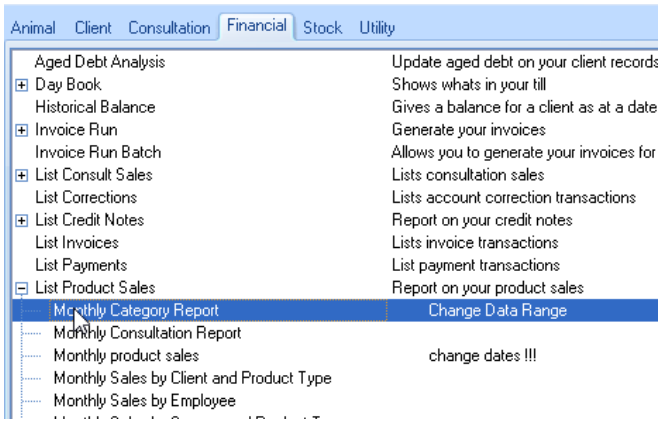 Animal Client Consultation Financial Stock Utility
Aged Debt Analysis Update aged debt on your client records
Day Book Shows whats in your till
Historical Balance Gives a balance for a client as at a date
Invoice Run Generate your invoices
Invoice Run Batch Allows you to generate your invoices for
List Consult Sales Lists consultation sales
List Corrections Lists account correction transactions
List Credit Notes Report on your credit notes
List Invoices Lists invoice transactions
List Payments List payment transactions
List Product Sales Report on your product sales
Monthly Category Report Change Data Range
Monthly Consultation Report
Monthly product sales change dates !!!
Monthly Sales by Client and Product Type
Monthly Sales by Employee